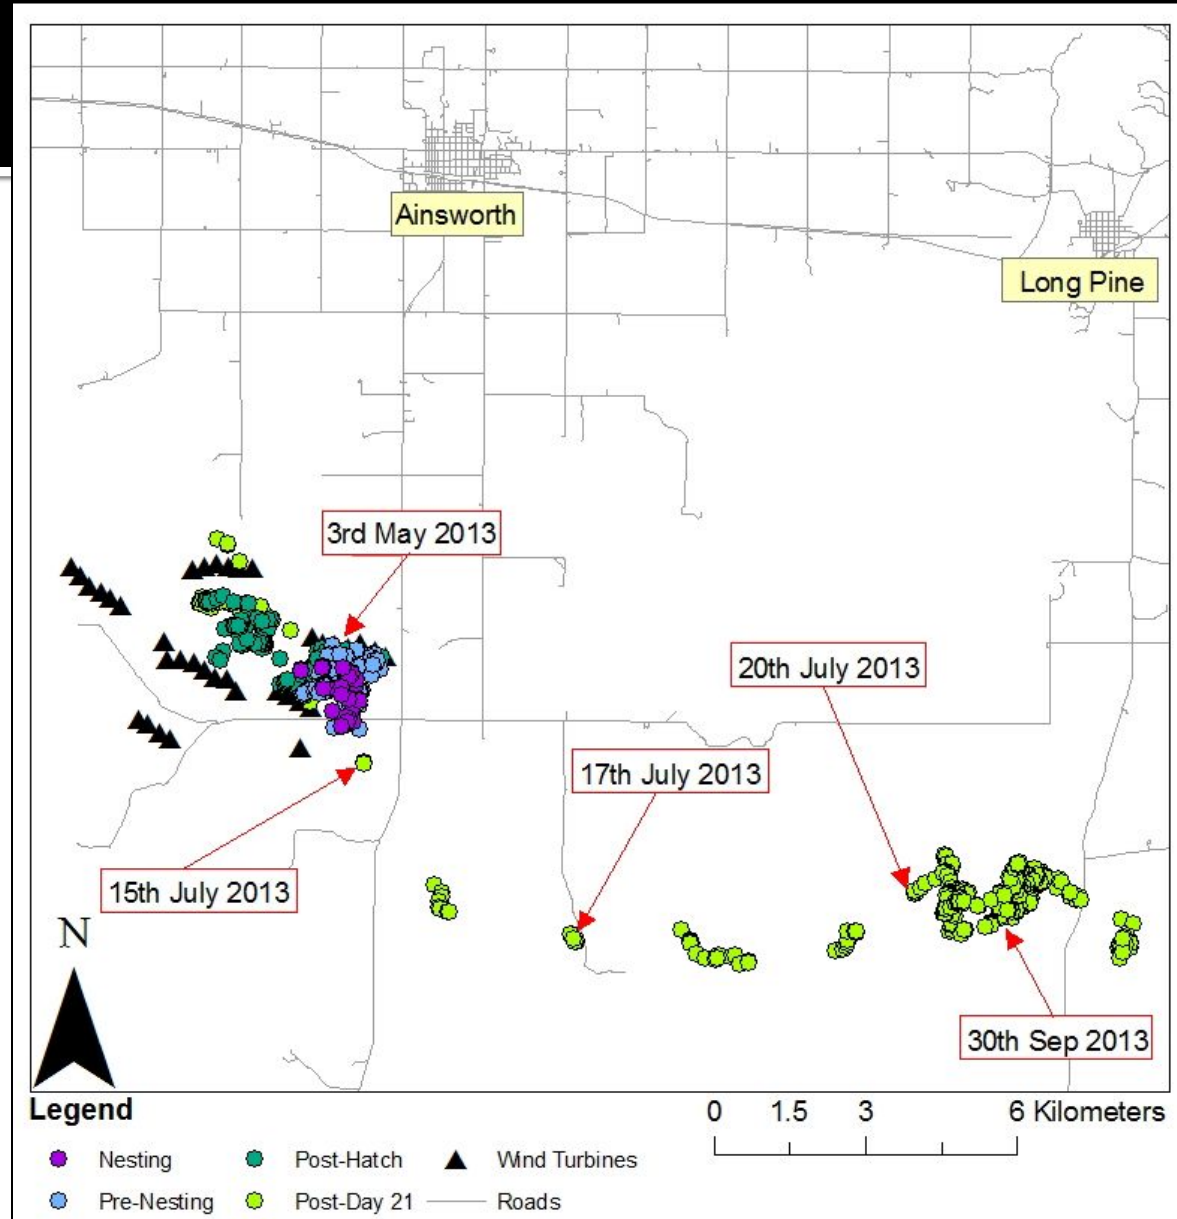 Ainsworth
Long Pine
3rd May 2013
20th July 2013
17th July 2013
15th July 2013
N
30th Sep 2013
Legend
0 1.5 3 6 Kilometers
Nesting Post-Hatch Wind Turbines
Pre-Nesting Post-Day 21 Roads